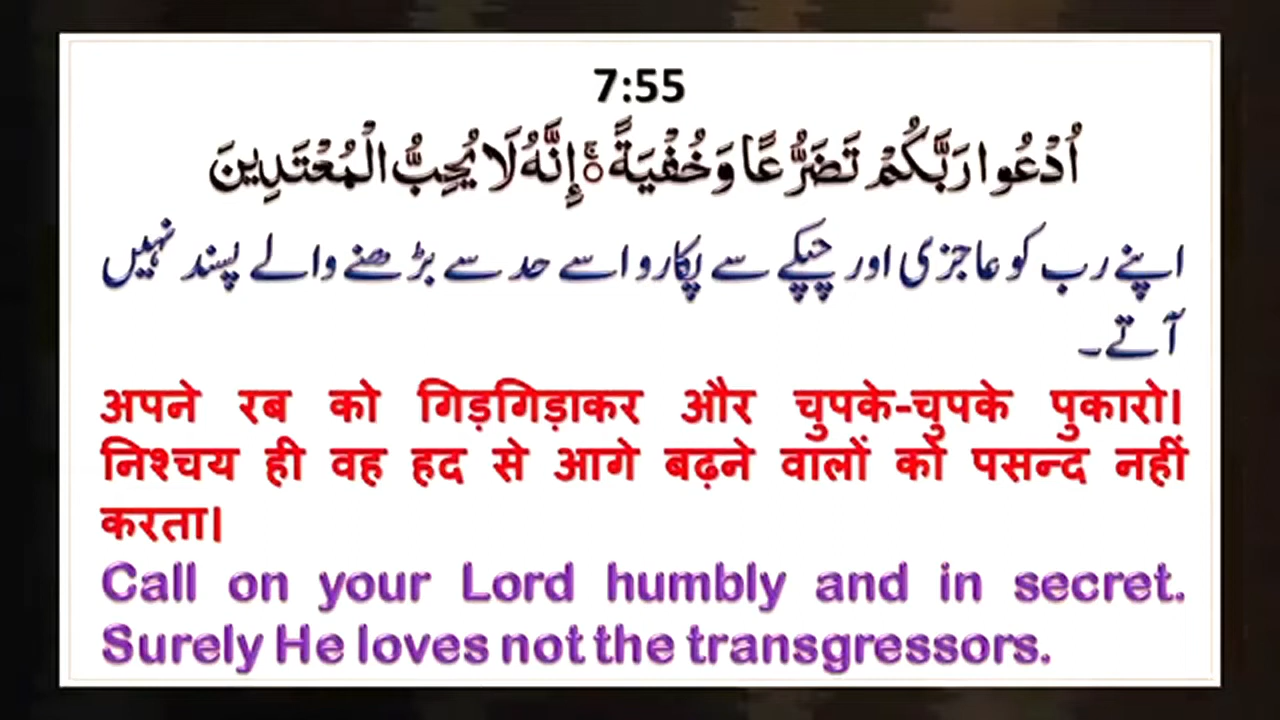 7:55
اُدْعُوا رَبَّكُمْ تَضَرُّعًا وَخُفْيَةً ۚ إِنَّهُ لَا يُحِبُّ الْمُعْتَدِينَ
اپنے رب کو عاجزی اور چپکے سے پکارو اسے حد سے بڑھنے والے پسند نہیں
آتے۔
अपने रब को गिड़गिड़ाकर और चुपके-चुपके पुकारो।
निश्चय ही वह हद से आगे बढ़ने वालों को पसन्द नहीं
करता।
Call on your Lord humbly and in secret.
Surely He loves not the transgressors.